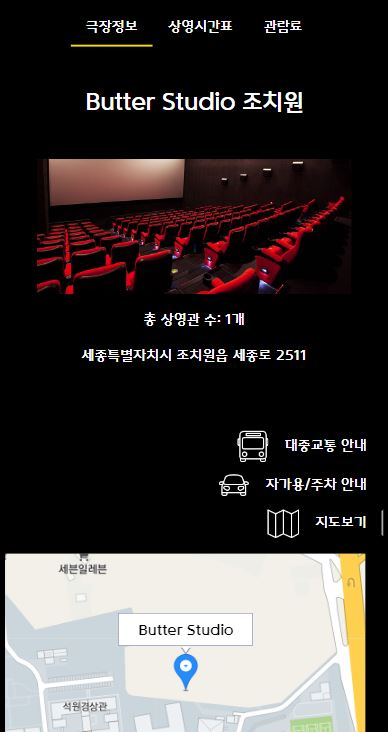 극장정보 상영시간표 관람료
Butter Studio 조치원
총 상영관 수: 1개
세종특별자치시 조치원읍 세종로 2511
대중교통 안내
자가용/주차 안내
지도보기
세븐일레븐
Butter Studio
석원경상관